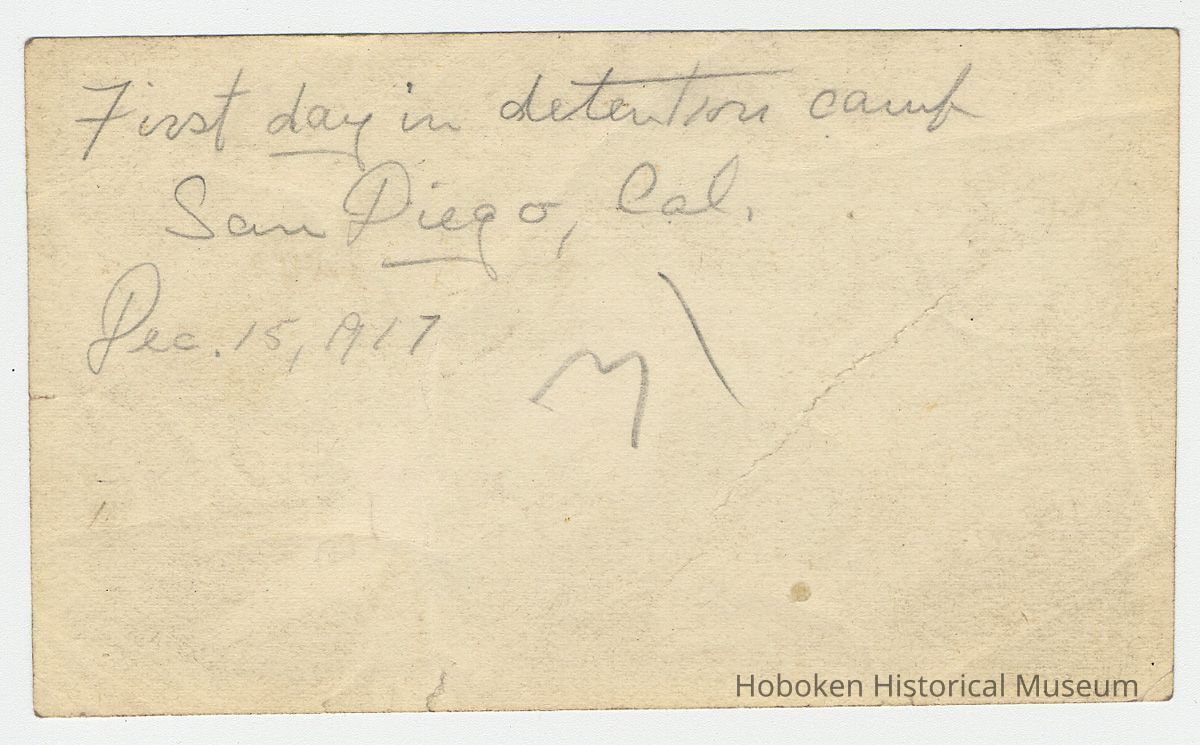 First day in detention camp
San Diego, Cal.
Dec. 15, 1917
M
Hoboken Historical Museum